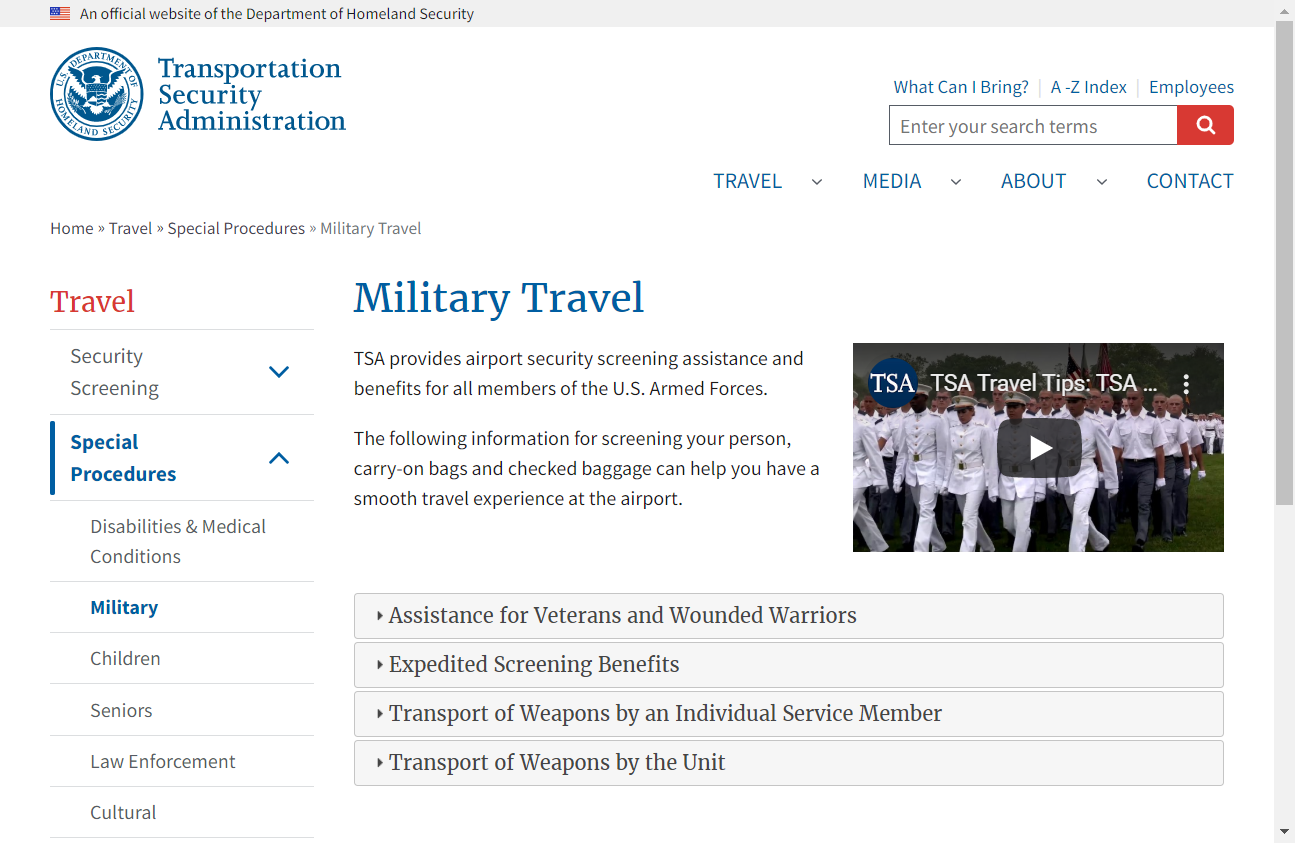 An official website of the Department of Homeland Security
U.S. DEPARTMENT OF
HOMELAND SECURITY
Transportation
Security
Administration
What Can I Bring?
A -Z Index
Employees
Enter your search terms
TRAVEL
MEDIA
ABOUT
CONTACT
Home » Travel » Special Procedures » Military Travel
Travel
Security
Screening
Special
Procedures
Disabilities & Medical
Conditions
Military
Children
Seniors
Law Enforcement
Cultural
Military Travel
TSA provides airport security screening assistance and
benefits for all members of the U.S. Armed Forces.
The following information for screening your person,
carry-on bags and checked baggage can help you have a
smooth travel experience at the airport.
TSA
TSA Travel Tips: TSA ...
Assistance for Veterans and Wounded Warriors
Expedited Screening Benefits
Transport of Weapons by an Individual Service Member
Transport of Weapons by the Unit